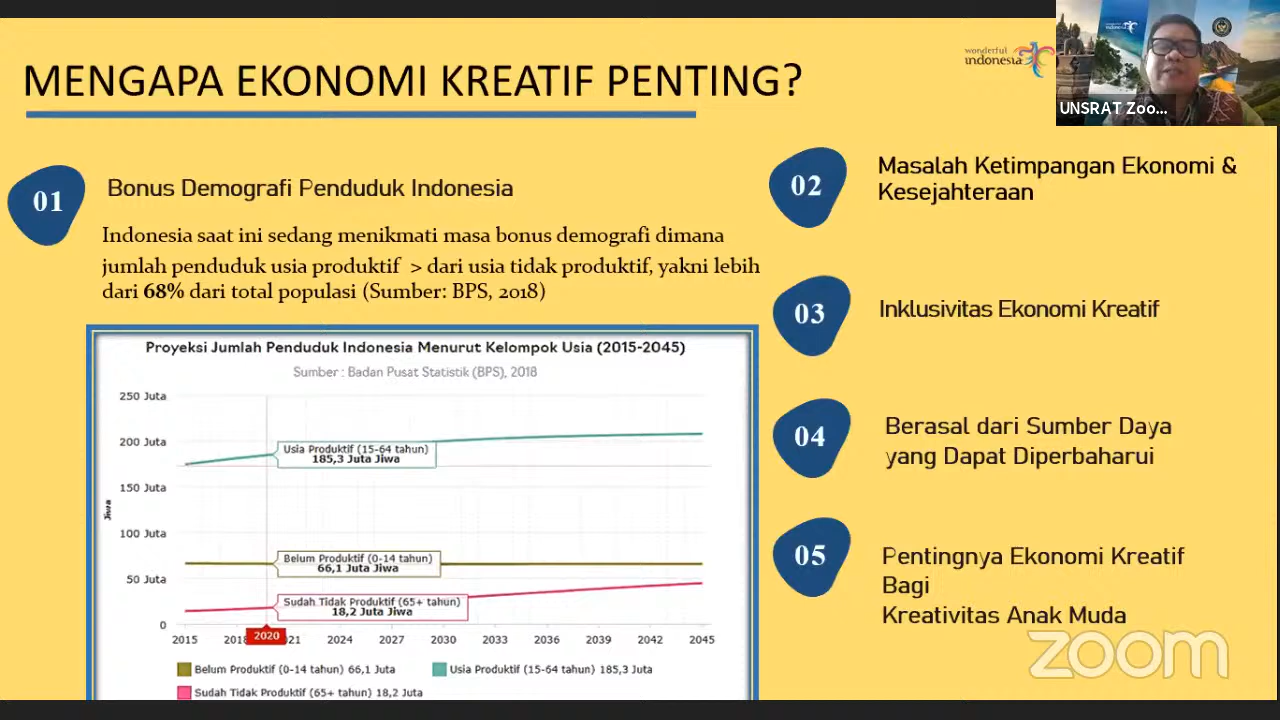 MENGAPA EKONOMI KREATIF PENTING?
wonderful
indonesia
UNSRAT Zoo...
01
Bonus Demografi Penduduk Indonesia
Indonesia saat ini sedang menikmati masa bonus demografi dimana
jumlah penduduk usia produktif > dari usia tidak produktif, yakni lebih
dari 68% dari total populasi (Sumber: BPS, 2018)
Proyeksi Jumlah Penduduk Indonesia Menurut Kelompok Usia (2015-2045)
Sumber : Badan Pusat Statistik (BPS), 2018
250 Juta
200 Juta
150 Juta
100 Juta
50 Juta
0
Jiwa
Usia Produktif (15-64 tahun)
185,3 Juta Jiwa
Belum Produktif (0-14 tahun)
66,1 Juta Jiwa
Sudah Tidak Produktif (65+ tahun)
18,2 Juta Jiwa
2015 2018 2020 21 2024 2027 2030 2033 2036 2039 2042 2045
Belum Produktif (0-14 tahun) 66,1 Juta Usia Produktif (15-64 tahun) 185,3 Juta
Sudah Tidak Produktif (65+ tahun) 18,2 Juta
02
Masalah Ketimpangan Ekonomi &
Kesejahteraan
03
Inklusivitas Ekonomi Kreatif
04
Berasal dari Sumber Daya
yang Dapat Diperbaharui
05
Pentingnya Ekonomi Kreatif
Bagi
Kreativitas Anak Muda
zoom